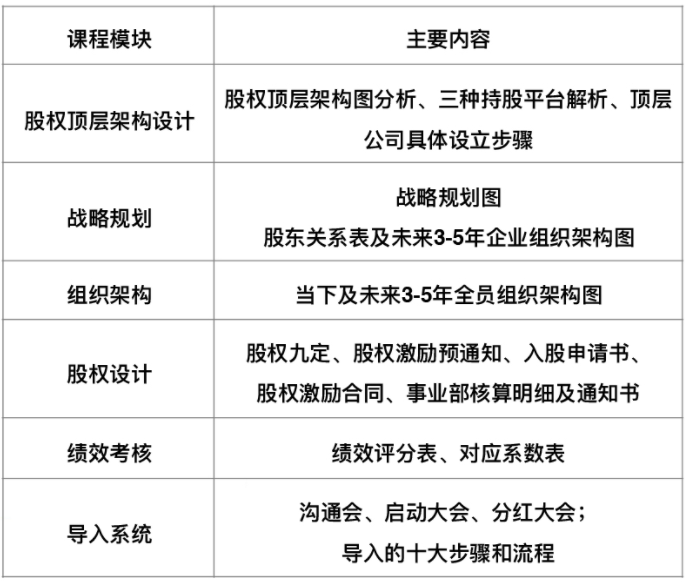 课程模块 主要内容
股权顶层架构设计
股权顶层架构图分析、三种持股平台解析、顶层
公司具体设立步骤
战略规划
战略规划图
股东关系表及未来3-5年企业组织架构图
组织架构 当下及未来3-5年全员组织架构图
股权设计
股权九定、股权激励预通知、入股申请书、
股权激励合同、事业部核算明细及通知书
绩效考核 绩效评分表、对应系数表
导入系统
沟通会、启动大会、分红大会；
导入的十大步骤和流程